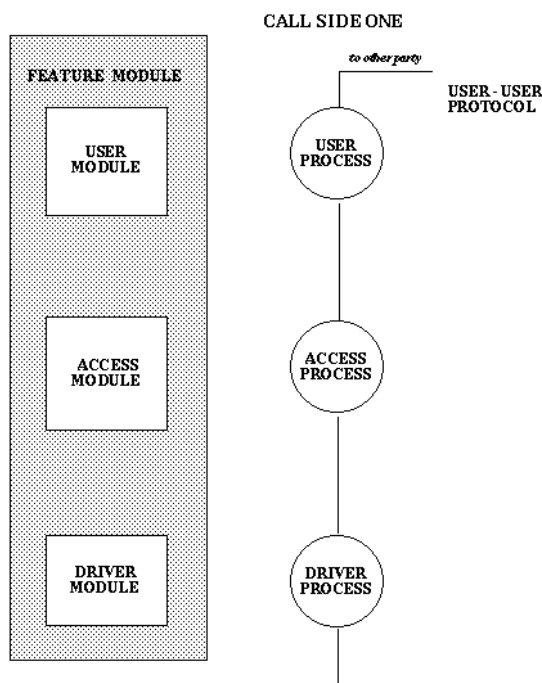 CALL SIDE ONE
to other party
FEATURE MODULE
USER - USER
PROTOCOL
USER
MODULE
USER
PROCESS
ACCESS
MODULE
ACCESS
PROCESS
DRIVER
MODULE
DRIVER
PROCESS